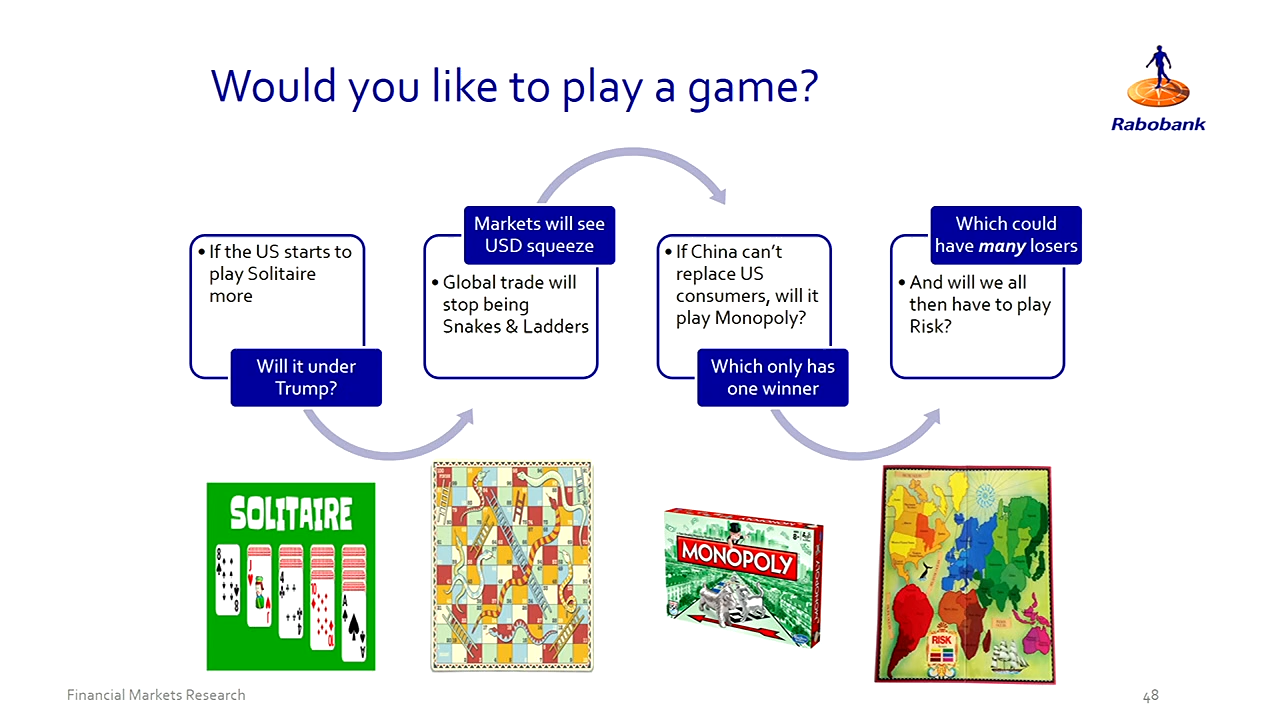 Would you like to play a game?
Rabobank
• If the US starts to
play Solitaire
more
Will it under
Trump?
Markets will see
USD squeeze
• Global trade will
stop being
Snakes & Ladders
• If China can't
replace US
consumers, will it
play Monopoly?
Which only has
one winner
Which could
have many losers
• And will we all
then have to play
Risk?
SOLITAIRE
MONOPOLY
RISK
Financial Markets Research
48